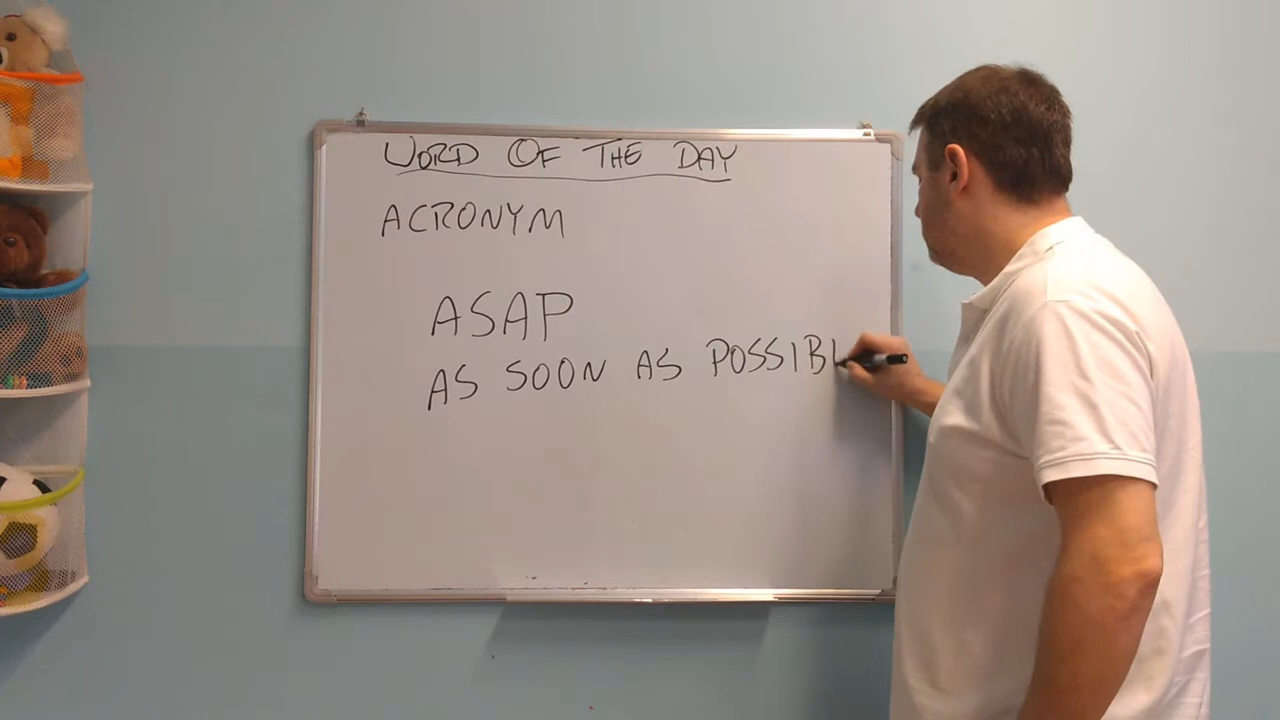 WORD OF THE DAY
ACRONYM
ASAP
AS SOON AS POSSIBL